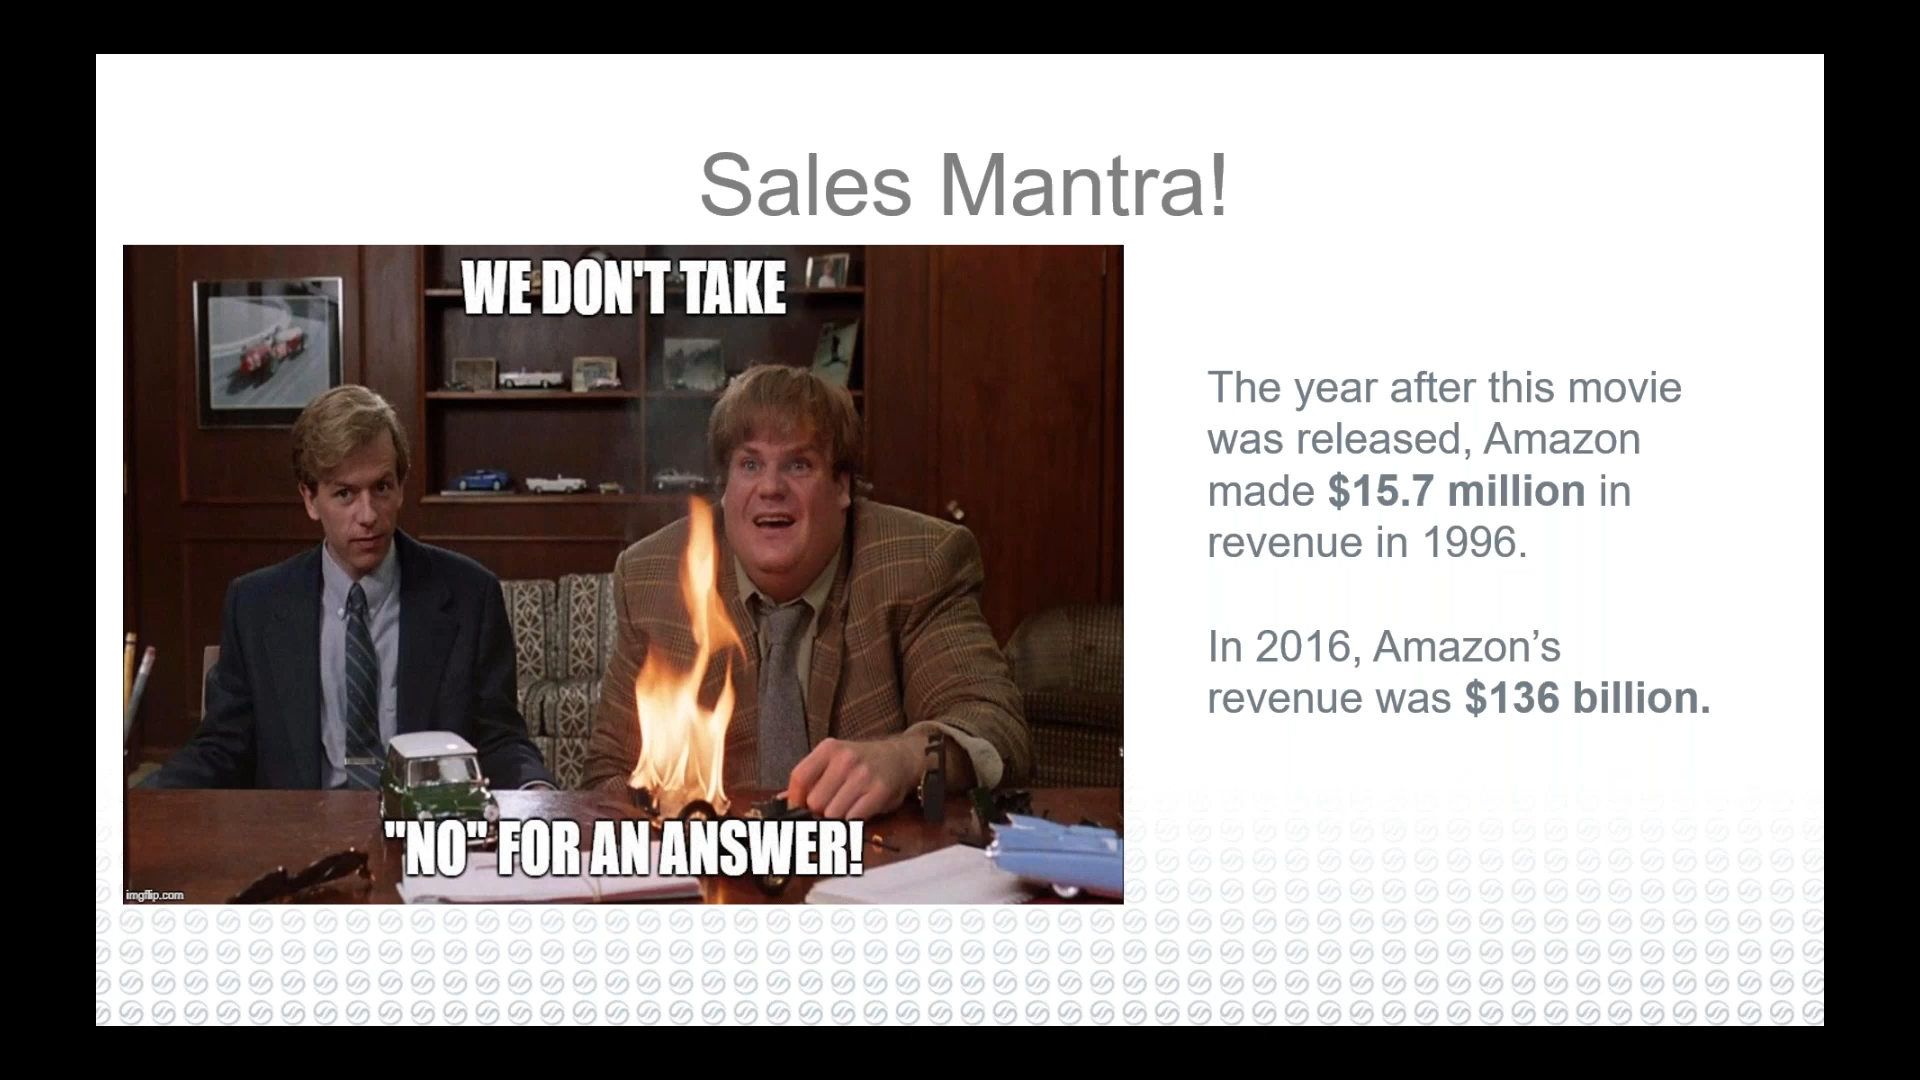 Sales Mantra!
WE DON'T TAKE
"NO" FOR AN ANSWER!
imgflip.com
The year after this movie
was released, Amazon
made $15.7 million in
revenue in 1996.
In 2016, Amazon’s
revenue was $136 billion.